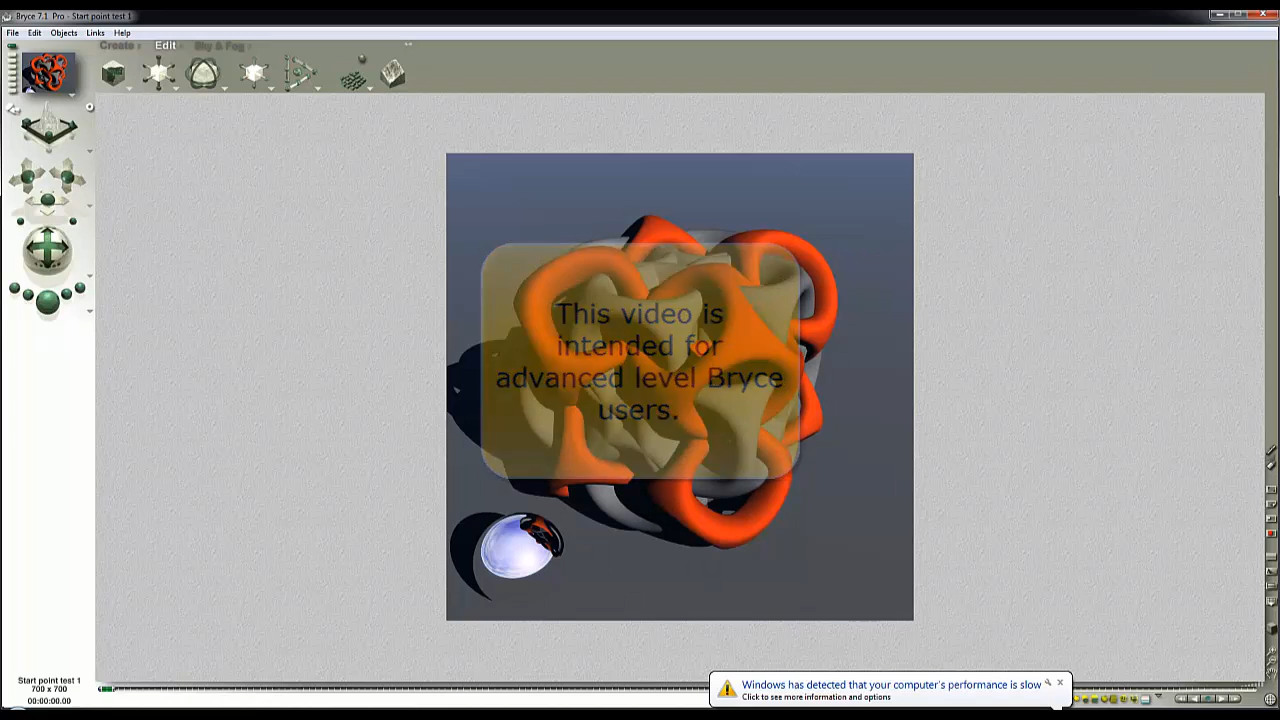 Bryce 7.1 Pro - Start point test 1
File Edit Objects Links Help
Create Edit Sky & Fog
This video is
intended for
advanced level Bryce
users.
Start point test 1
700 x 700
00:00:00.00
Windows has detected that your computer's performance is slow
Click to see more information and options